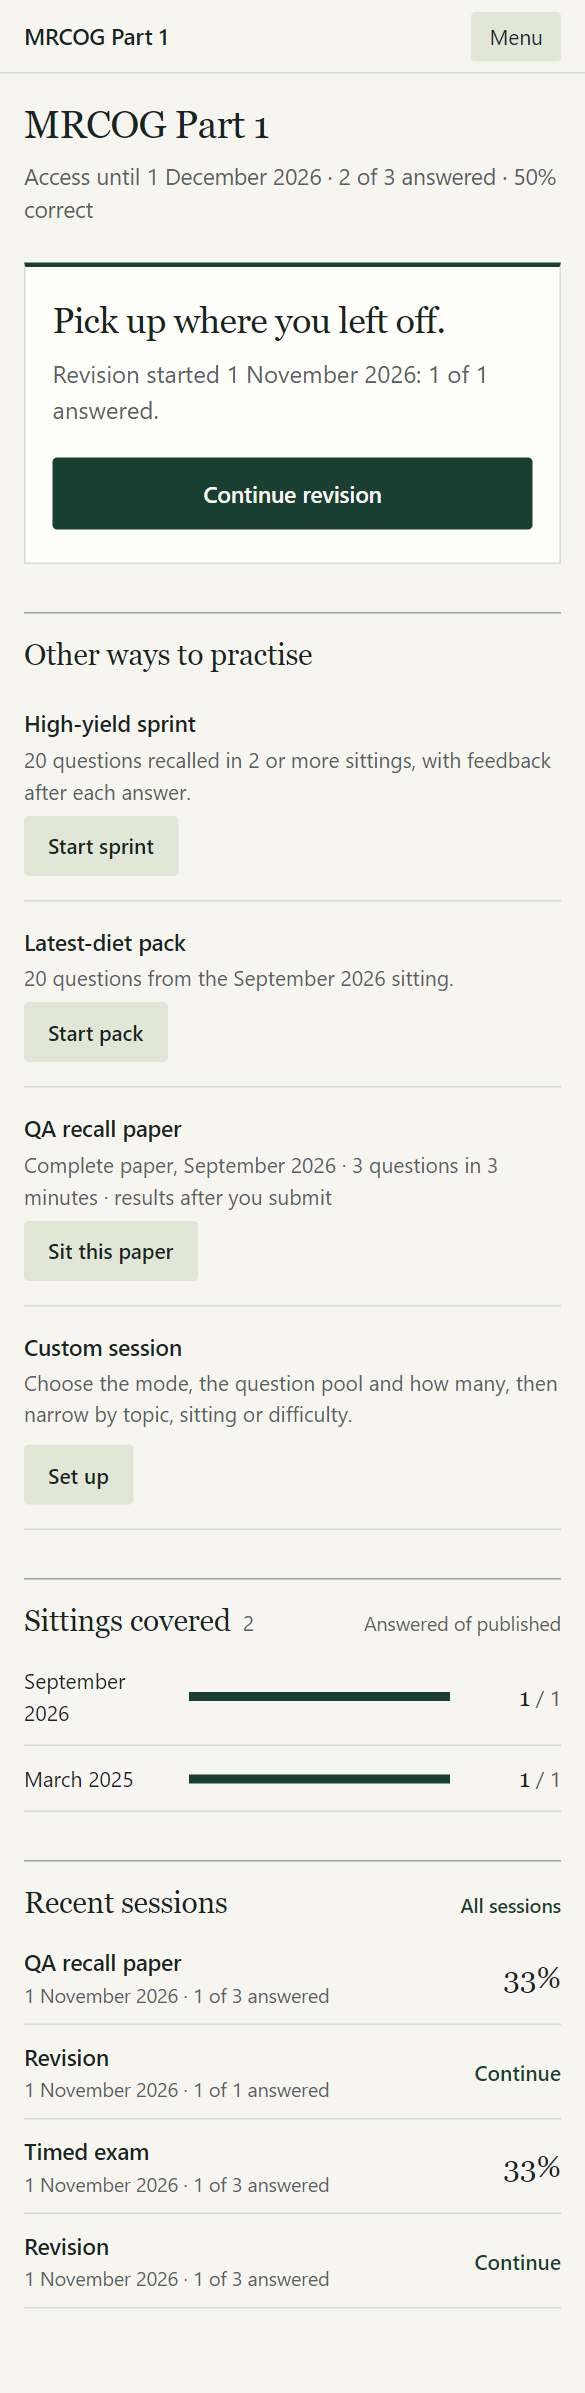 MRCOG Part 1
Menu
MRCOG Part 1
Access until 1 December 2026 · 2 of 3 answered · 50%
correct
Pick up where you left off.
Revision started 1 November 2026: 1 of 1
answered.
Continue revision
Other ways to practise
High-yield sprint
20 questions recalled in 2 or more sittings, with feedback
after each answer.
Start sprint
Latest-diet pack
20 questions from the September 2026 sitting.
Start pack
QA recall paper
Complete paper, September 2026 · 3 questions in 3
minutes · results after you submit
Sit this paper
Custom session
Choose the mode, the question pool and how many, then
narrow by topic, sitting or difficulty.
Set up
Sittings covered 2
Answered of published
September
2026
1 / 1
March 2025
1 / 1
Recent sessions
All sessions
QA recall paper
1 November 2026 · 1 of 3 answered
33%
Revision
1 November 2026 · 1 of 1 answered
Continue
Timed exam
1 November 2026 · 1 of 3 answered
33%
Revision
1 November 2026 · 1 of 3 answered
Continue